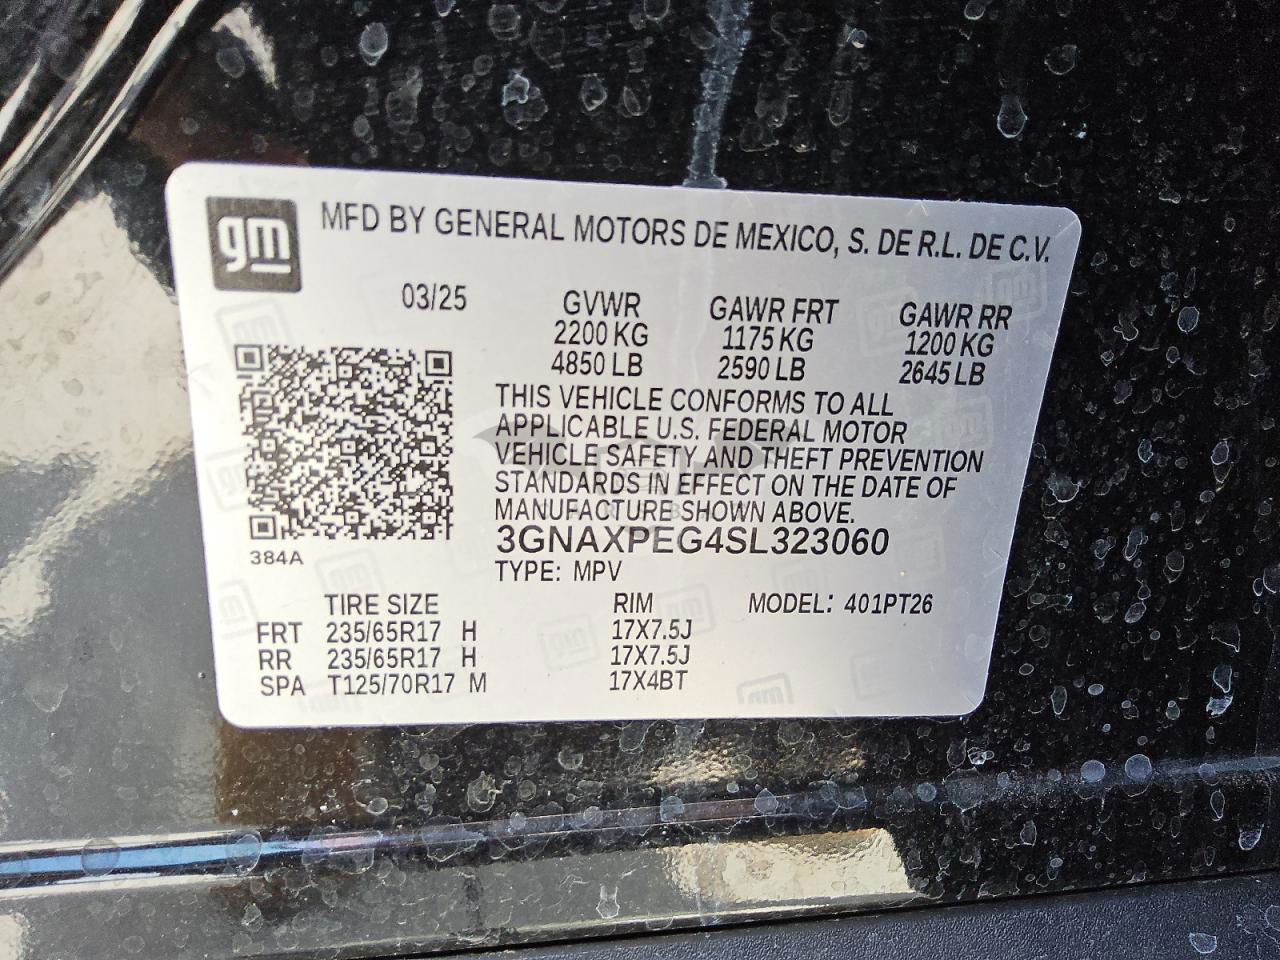 gm
MFD BY GENERAL MOTORS DE MEXICO, S. DE R.L. DE C.V.
03/25 GVWR GAWR FRT GAWR RR
2200 KG 1175 KG 1200 KG
4850 LB 2590 LB 2645 LB
THIS VEHICLE CONFORMS TO ALL
APPLICABLE U.S. FEDERAL MOTOR
VEHICLE SAFETY AND THEFT PREVENTION
STANDARDS IN EFFECT ON THE DATE OF
MANUFACTURE SHOWN ABOVE.
3GNAXPEG4SL323060
384A
TYPE: MPV
TIRE SIZE RIM MODEL: 401PT26
FRT 235/65R17 H 17X7.5J
RR 235/65R17 H 17X7.5J
SPA T125/70R17 M 17X4BT